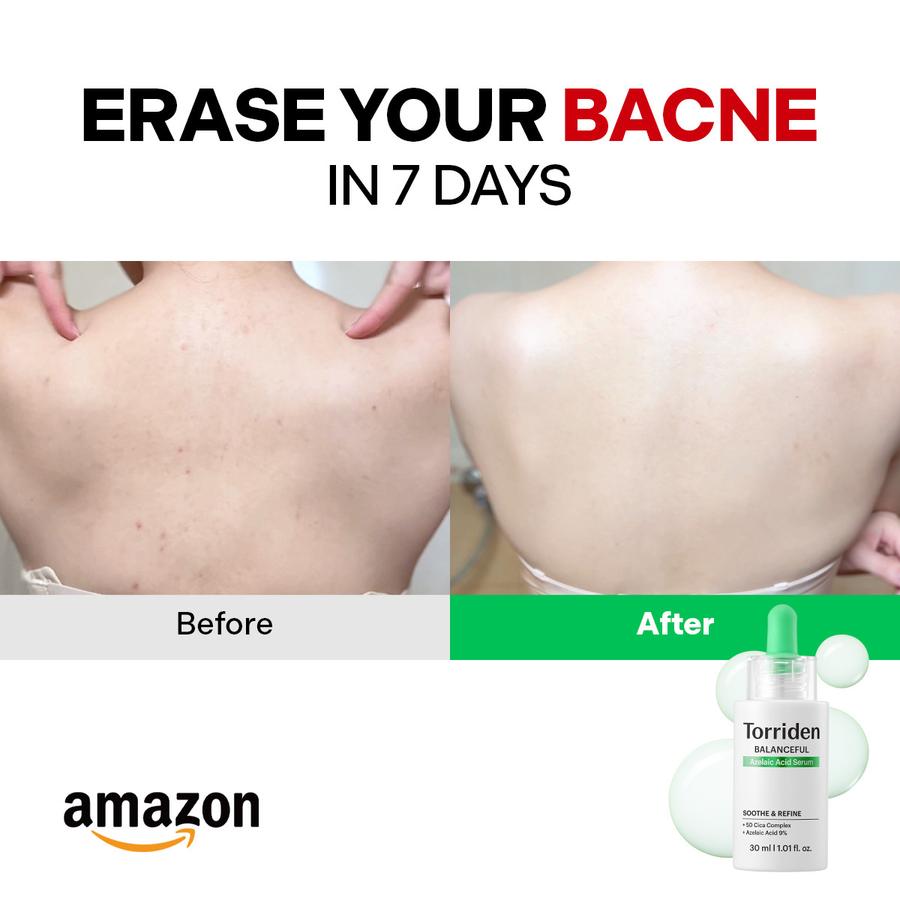 ERASE YOUR BACNE
IN 7 DAYS
Before
After
Torriden
BALANCEFUL
Azelaic Acid Serum
SOOTHE & REFINE
+ 5D Cica Complex
+ Azelaic Acid 9%
30 ml | 1.01 fl. oz.
amazon